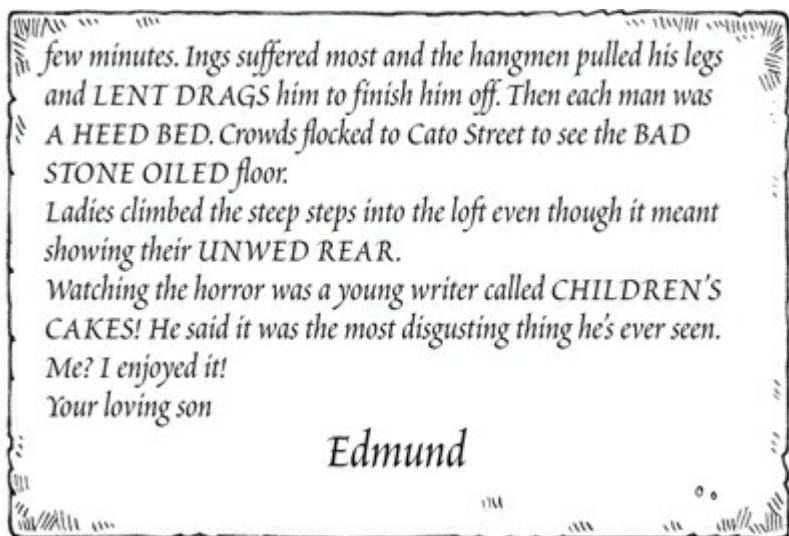 few minutes. Ings suffered most and the hangmen pulled his legs
and LENT DRAGS him to finish him off. Then each man was
A HEED BED. Crowds flocked to Cato Street to see the BAD
STONE OILED floor.
Ladies climbed the steep steps into the loft even though it meant
showing their UNWED REAR.
Watching the horror was a young writer called CHILDREN'S
CAKES! He said it was the most disgusting thing he's ever seen.
Me? I enjoyed it!
Your loving son
Edmund